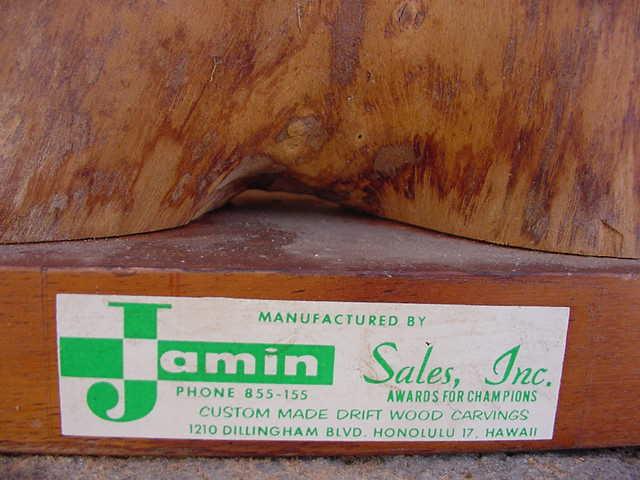 MANUFACTURED BY
Jamin Sales, Inc.
PHONE 855-155 AWARDS FOR CHAMPIONS
CUSTOM MADE DRIFT WOOD CARVINGS
1210 DILLINGHAM BLVD. HONOLULU 17, HAWAII